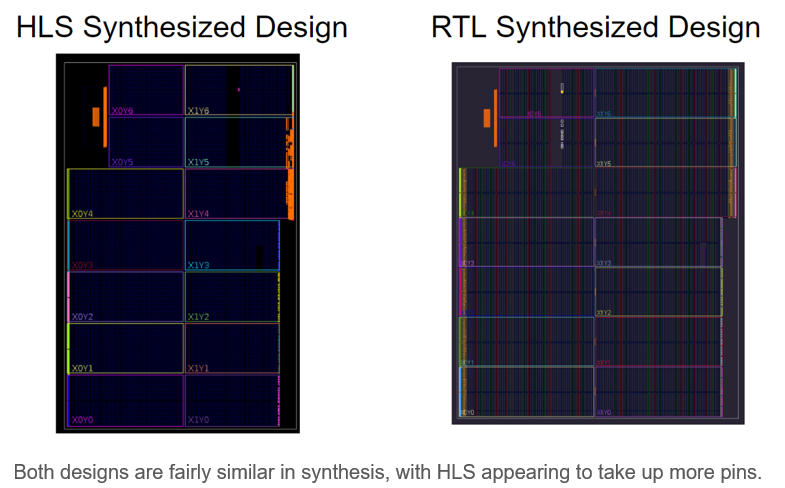 HLS Synthesized Design
RTL Synthesized Design
X0Y6
X1Y6
X0Y5
X1Y5
X0Y4
X1Y4
X0Y3
X1Y3
X0Y2
X1Y2
X0Y1
X1Y1
X0Y0
X1Y0
X0Y6
X1Y6
X1Y5
X1Y3
X1Y2
X1Y0
Both designs are fairly similar in synthesis, with HLS appearing to take up more pins.